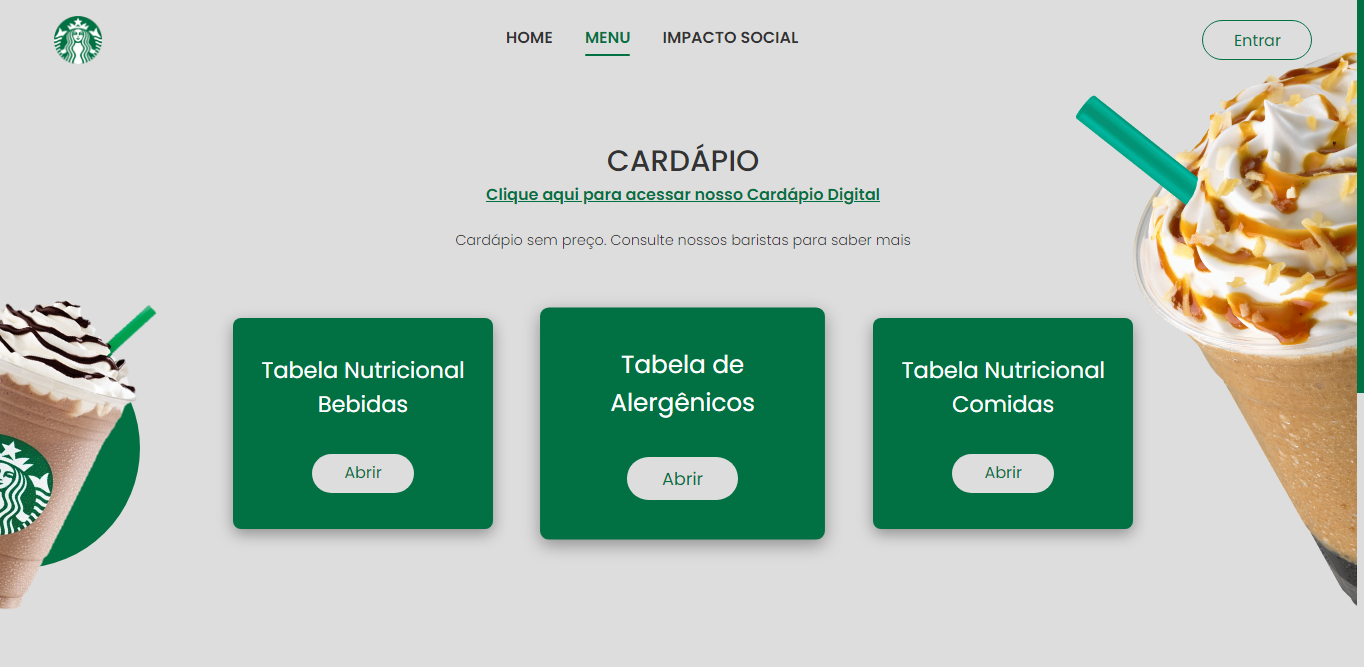 HOME
MENU
IMPACTO SOCIAL
Entrar
CARDÁPIO
Clique aqui para acessar nosso Cardápio Digital
Cardápio sem preço. Consulte nossos baristas para saber mais
Tabela Nutricional
Bebidas
Abrir
Tabela de
Alergênicos
Abrir
Tabela Nutricional
Comidas
Abrir